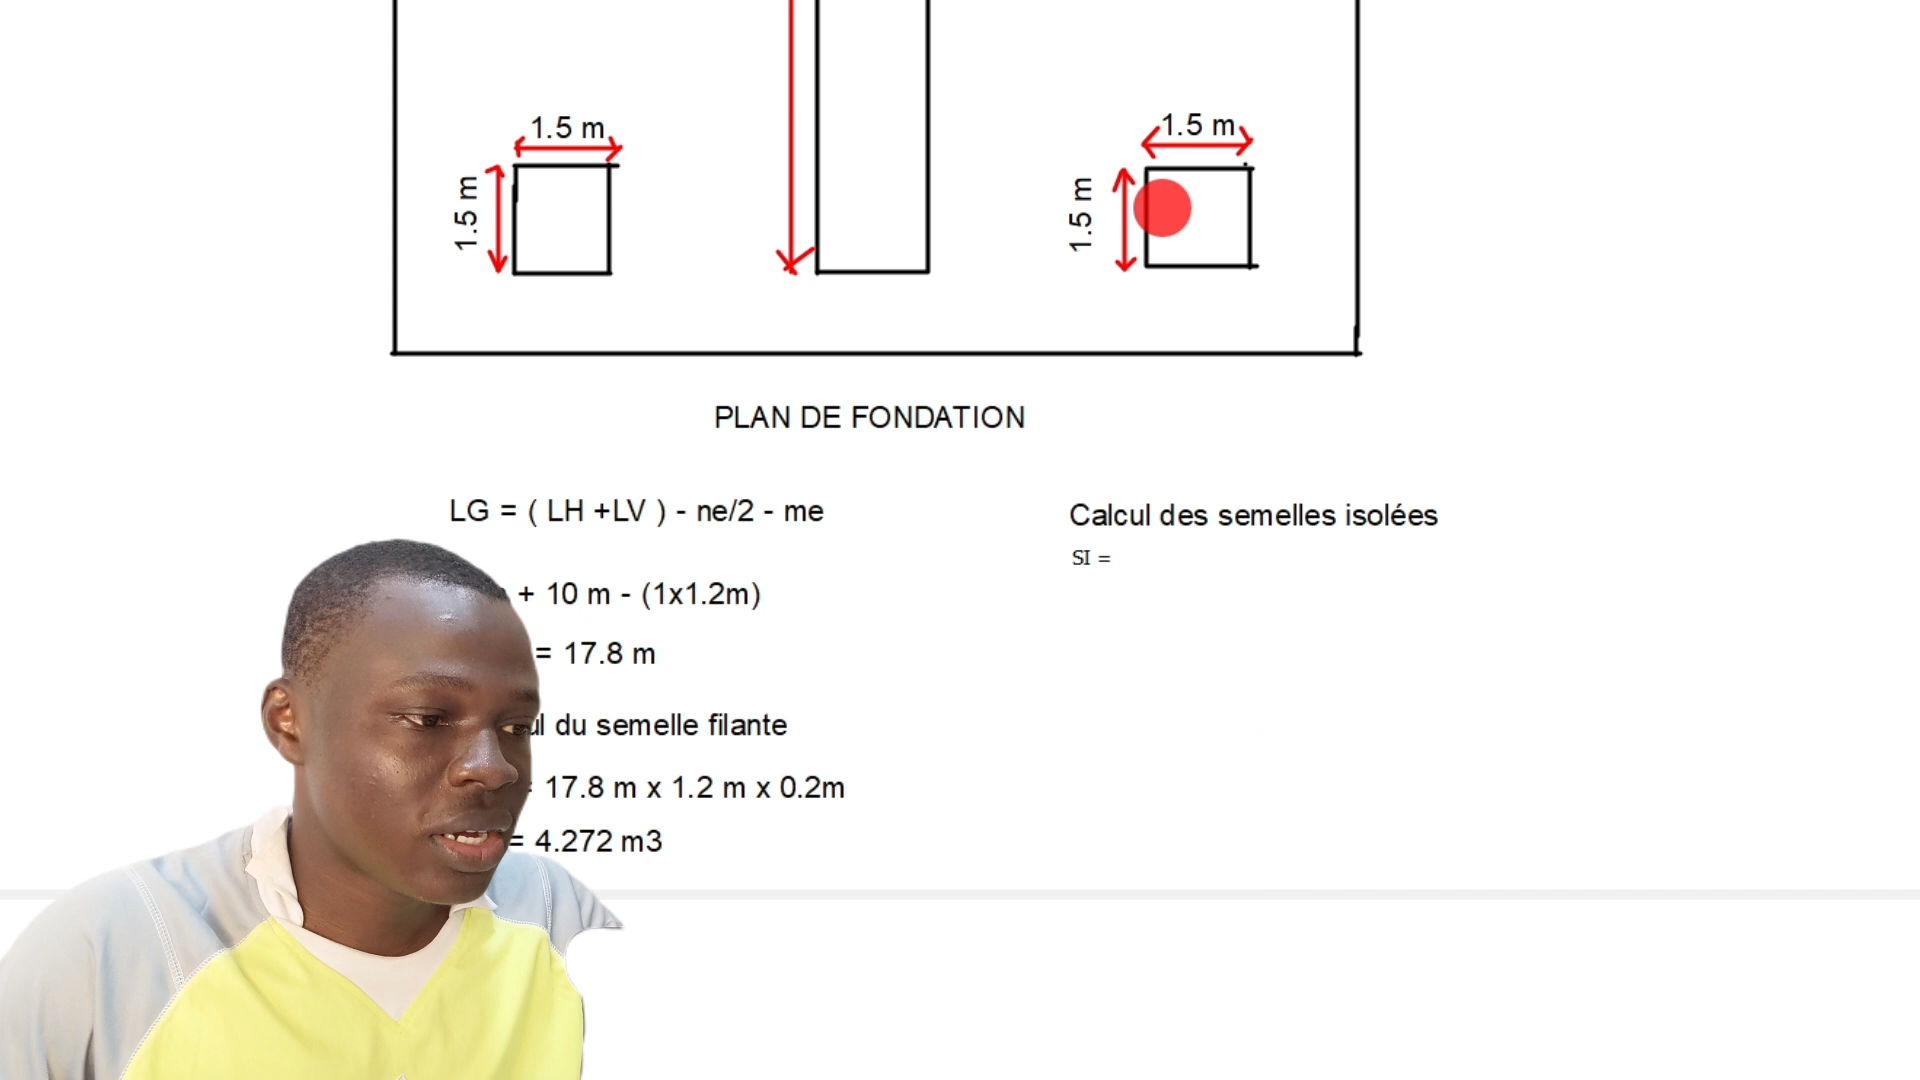 1.5 m
1.5 m
1.5 m
1.5 m
PLAN DE FONDATION
LG = ( LH +LV ) - ne/2 - me
+ 10 m - (1x1.2m)
= 17.8 m
du semelle filante
= 17.8 m x 1.2 m x 0.2m
= 4.272 m3
Calcul des semelles isolées
SI =